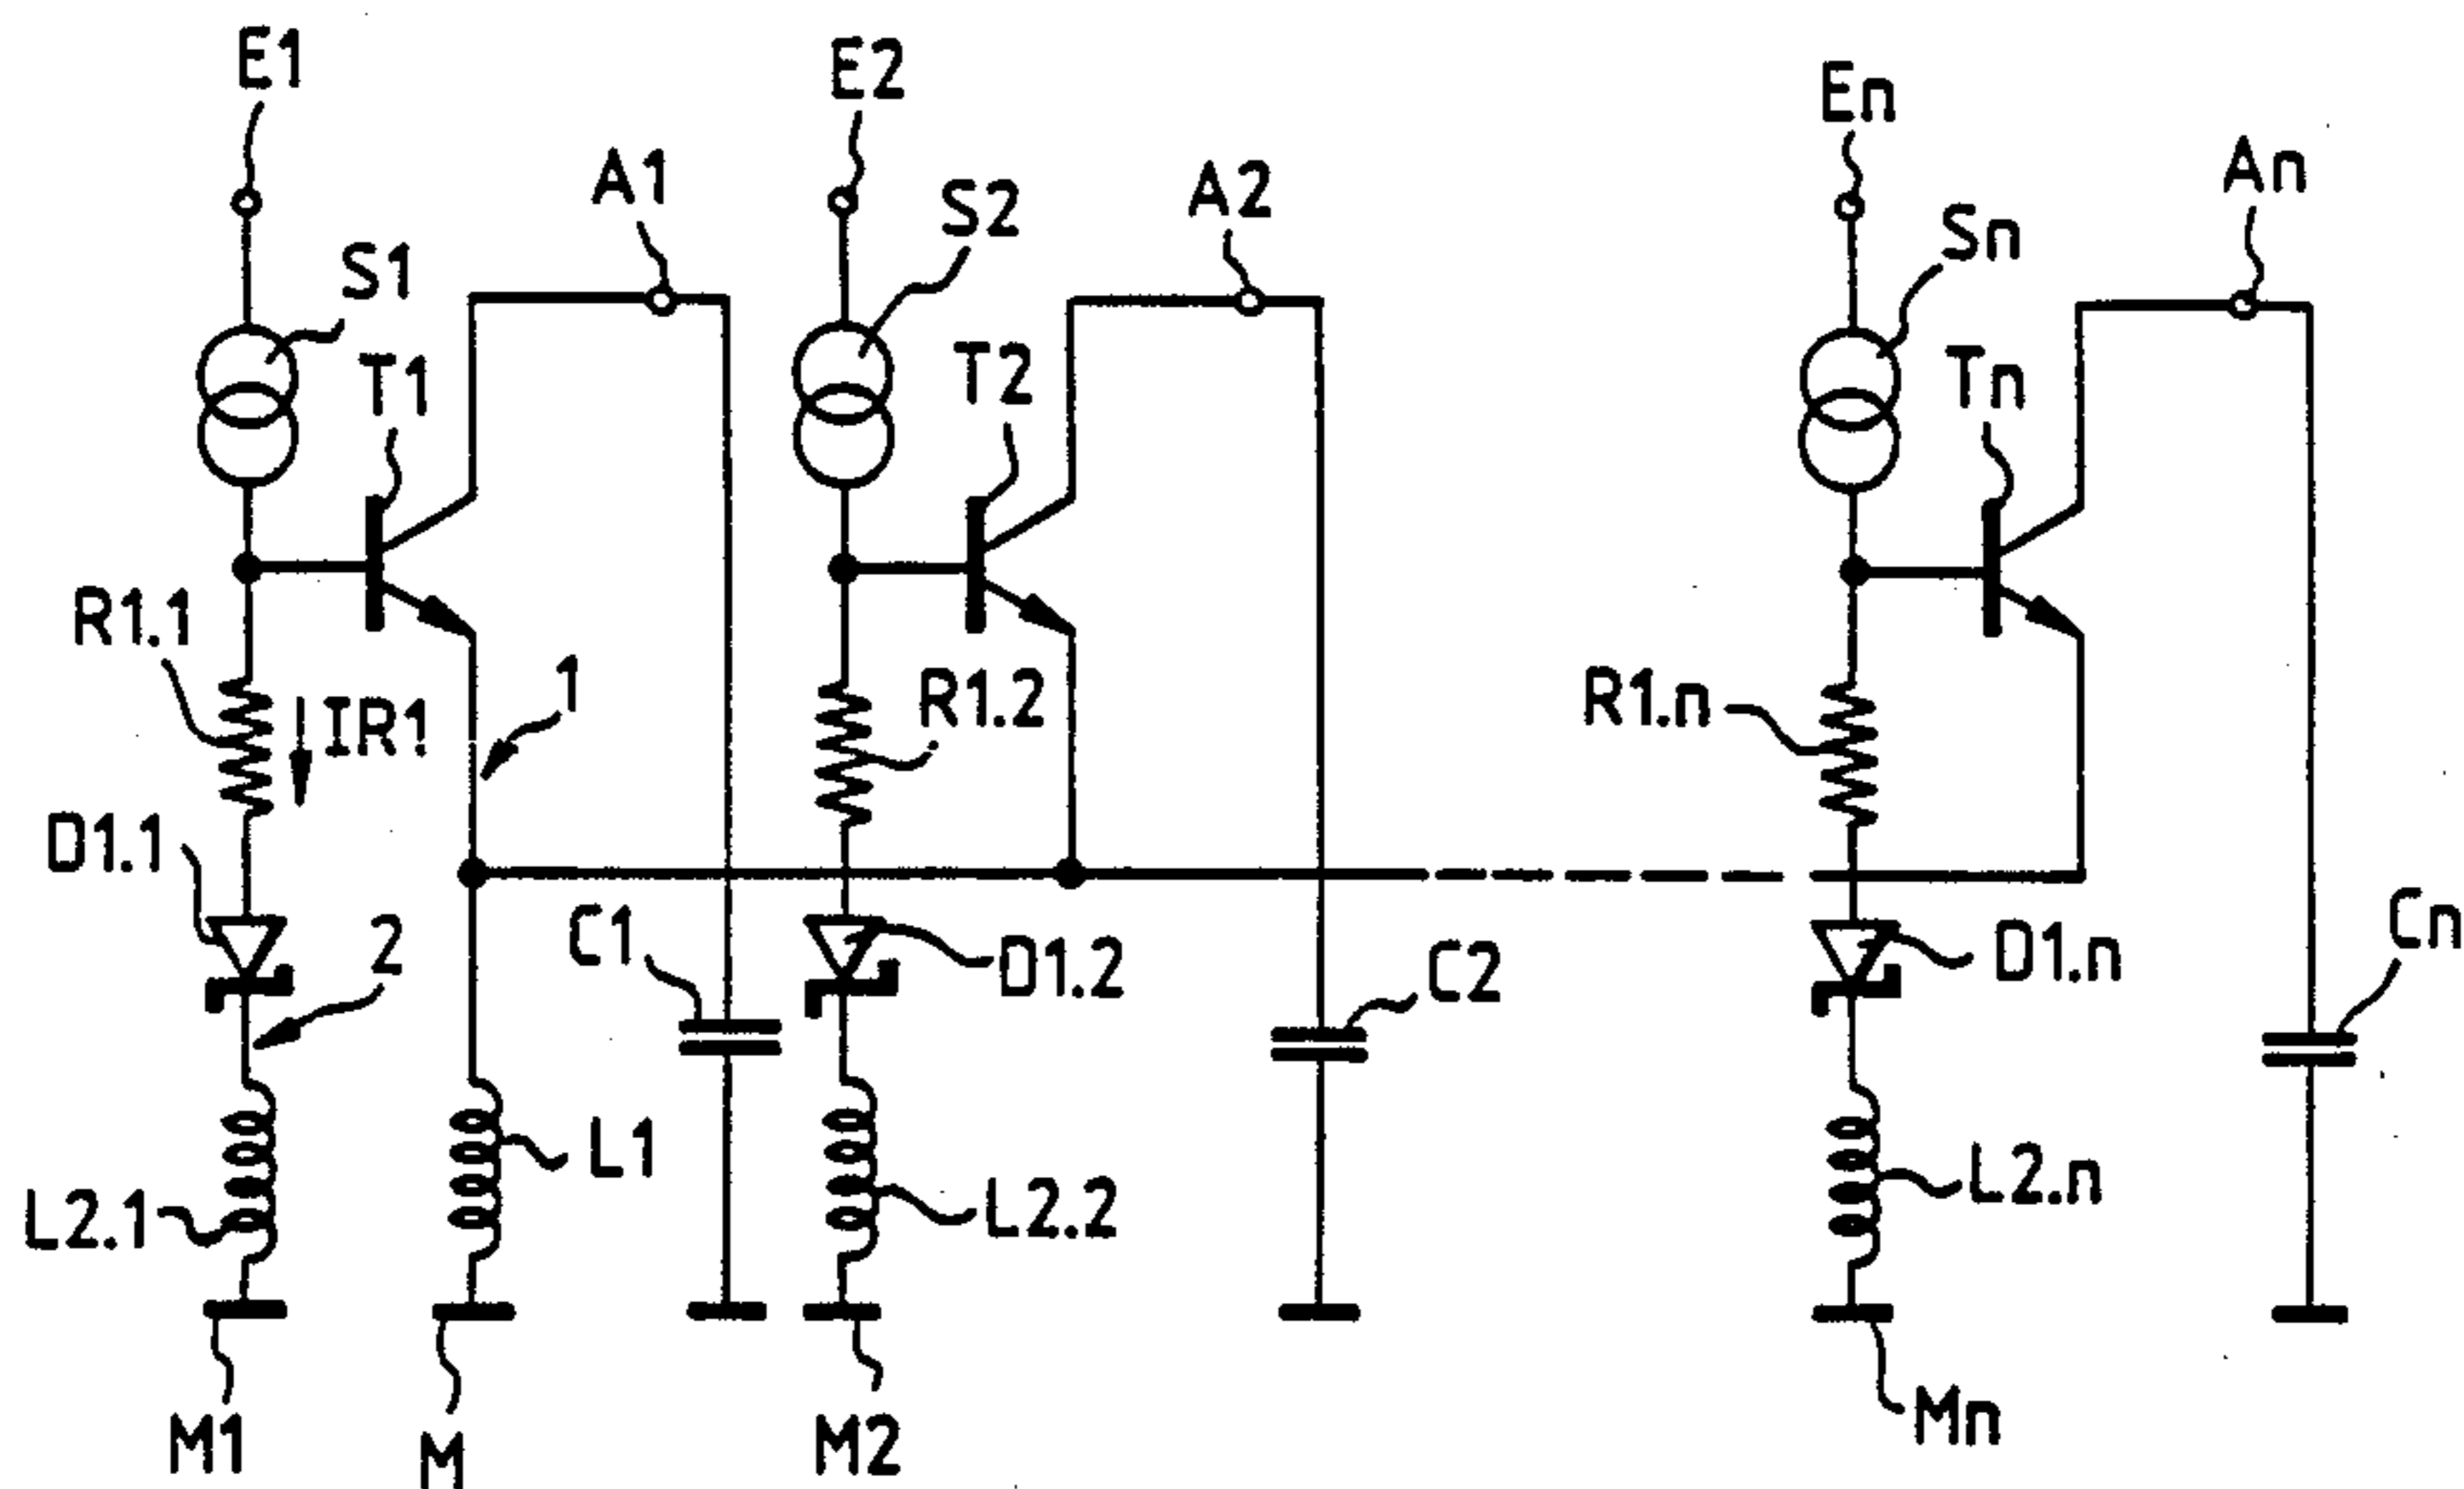 E1
E2
En
A1
A2
An
S1
S2
Sn
T1
T2
Tn
R1.1
IR1
1
R1.2
R1.n
D1.1
2
C1
D1.2
C2
D1.n
Cn
L2.1
L1
L2.2
L2.n
M1
M
M2
Mn